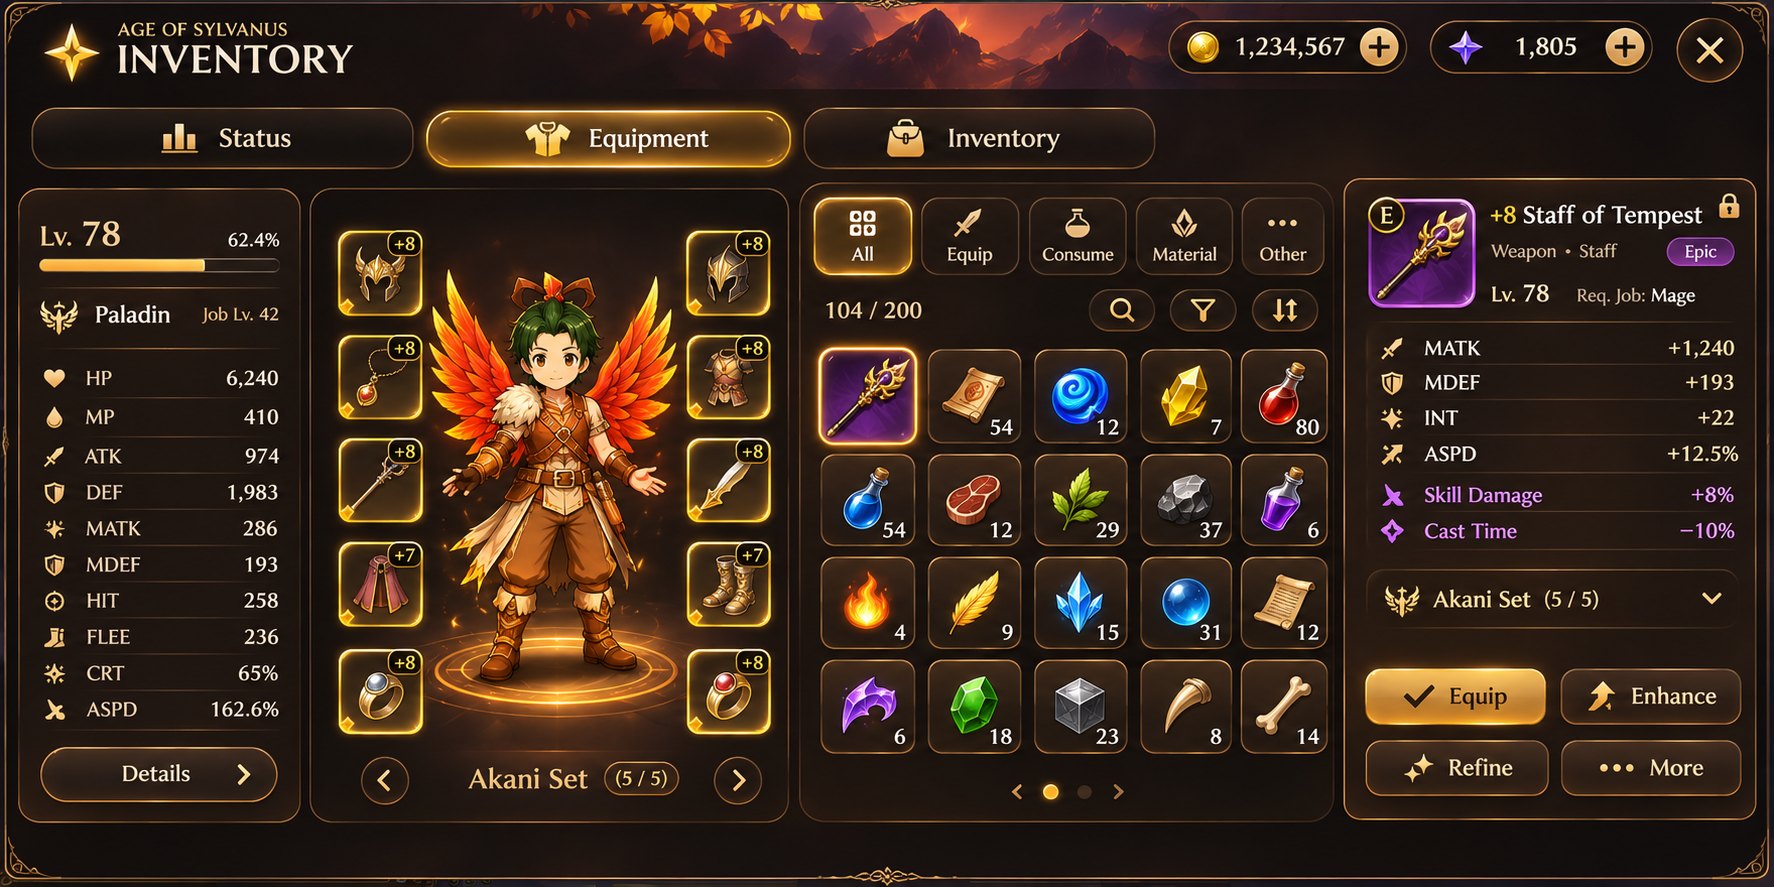 AGE OF SYLVANUS
INVENTORY
1,234,567
1,805
Status
Equipment
Inventory
Lv. 78
62.4%
Paladin
Job Lv. 42
HP 6,240
MP 410
ATK 974
DEF 1,983
MATK 286
MDEF 193
HIT 258
FLEE 236
CRT 65%
ASPD 162.6%
Details
+8
+8
+8
+8
+8
+8
+7
+7
+8
+8
Akani Set (5 / 5)
All
Equip
Consume
Material
Other
104 / 200
54
12
7
80
54
12
29
37
6
4
9
15
31
12
6
18
23
8
14
E
+8 Staff of Tempest
Weapon • Staff
Epic
Lv. 78
Req. Job: Mage
MATK +1,240
MDEF +193
INT +22
ASPD +12.5%
Skill Damage +8%
Cast Time −10%
Akani Set (5 / 5)
Equip
Enhance
Refine
More